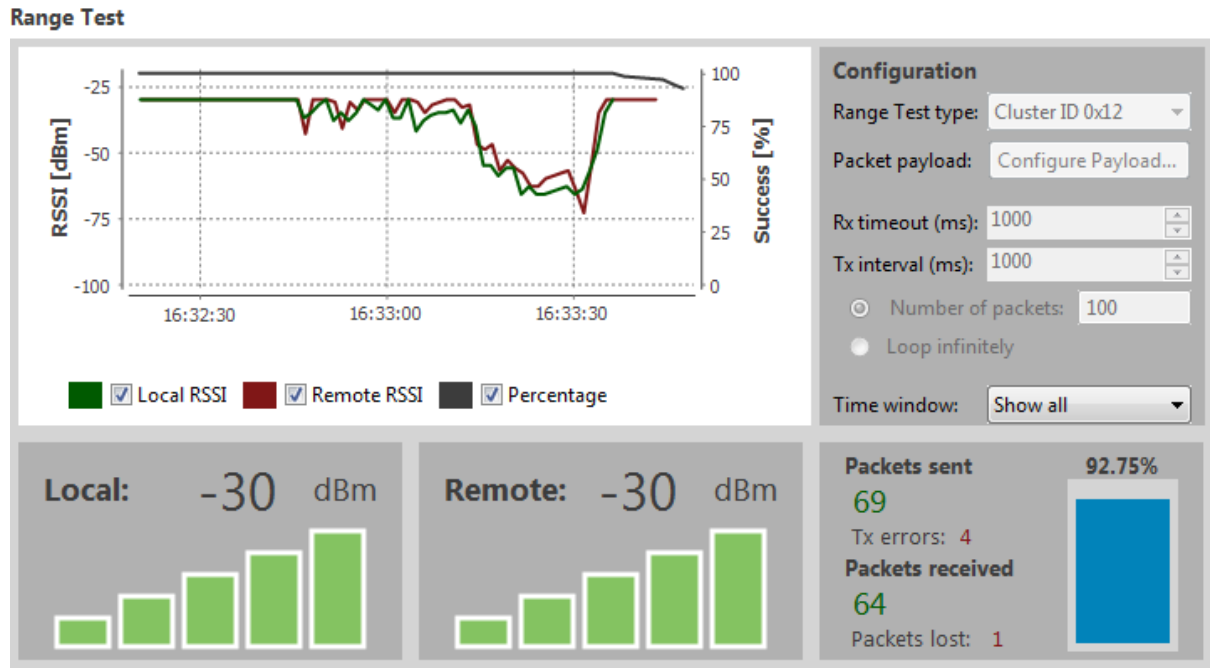 Range Test
-25
-50
-75
-100
RSSI [dBm]
100
75
50
25
0
Success [%]
16:32:30 16:33:00 16:33:30
Local RSSI Remote RSSI Percentage
Configuration
Range Test type: Cluster ID 0x12
Packet payload: Configure Payload...
Rx timeout (ms): 1000
Tx interval (ms): 1000
Number of packets: 100
Loop infinitely
Time window: Show all
Local: -30 dBm
Remote: -30 dBm
Packets sent
69
Tx errors: 4
Packets received
64
Packets lost: 1
92.75%